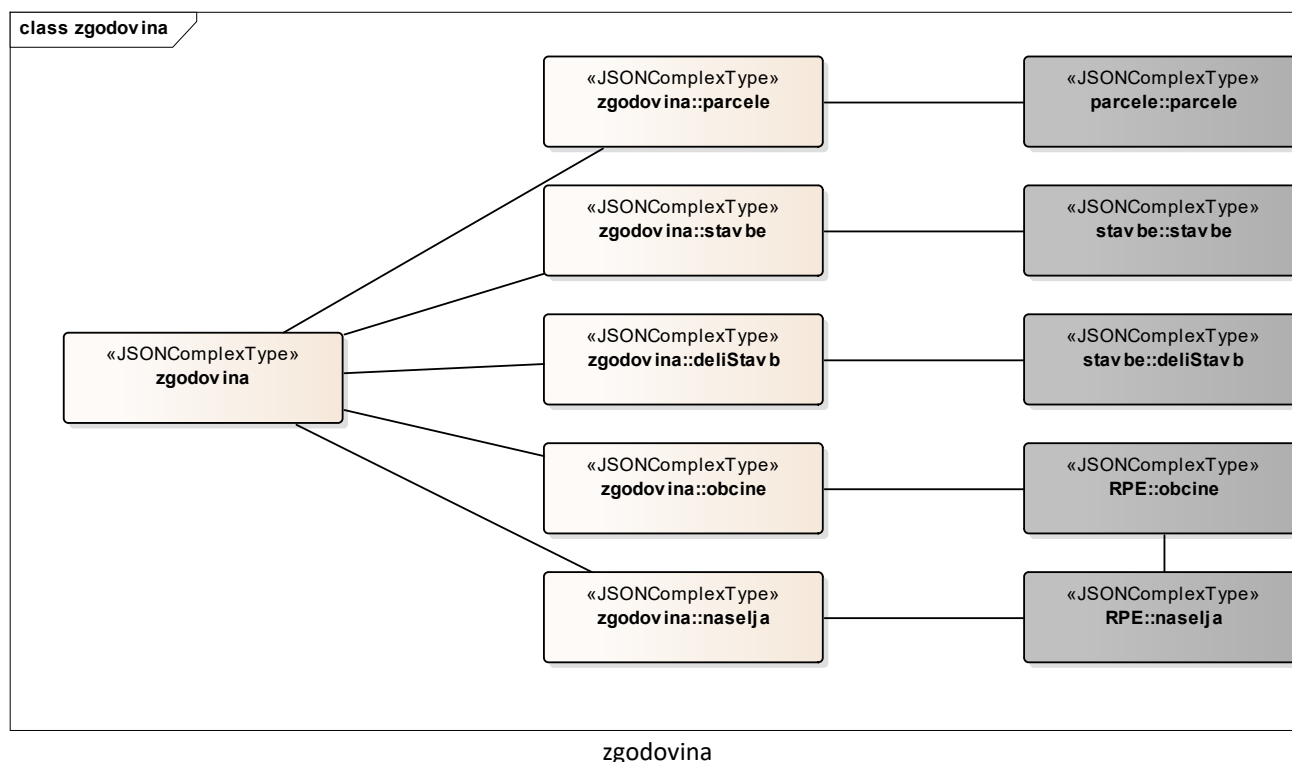 class zgodovina
«JSONComplexType»
zgodovina::parcele
«JSONComplexType»
parcele::parcele
«JSONComplexType»
zgodovina::stavbe
«JSONComplexType»
stavbe::stavbe
«JSONComplexType»
zgodovina
«JSONComplexType»
zgodovina::deliStavb
«JSONComplexType»
stavbe::deliStavb
«JSONComplexType»
zgodovina::obcine
«JSONComplexType»
RPE::obcine
«JSONComplexType»
zgodovina::naselja
«JSONComplexType»
RPE::naselja
zgodovina